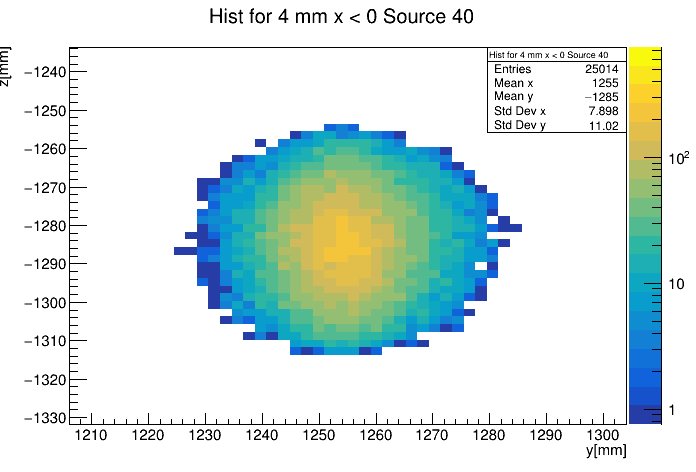 Hist for 4 mm x < 0 Source 40
z[mm]
Hist for 4 mm x < 0 Source 40
Entries 25014
Mean x 1255
Mean y −1285
Std Dev x 7.898
Std Dev y 11.02
−1240
−1250
−1260
−1270
−1280
−1290
−1300
−1310
−1320
−1330
10²
10
1
1210 1220 1230 1240 1250 1260 1270 1280 1290 1300
y[mm]